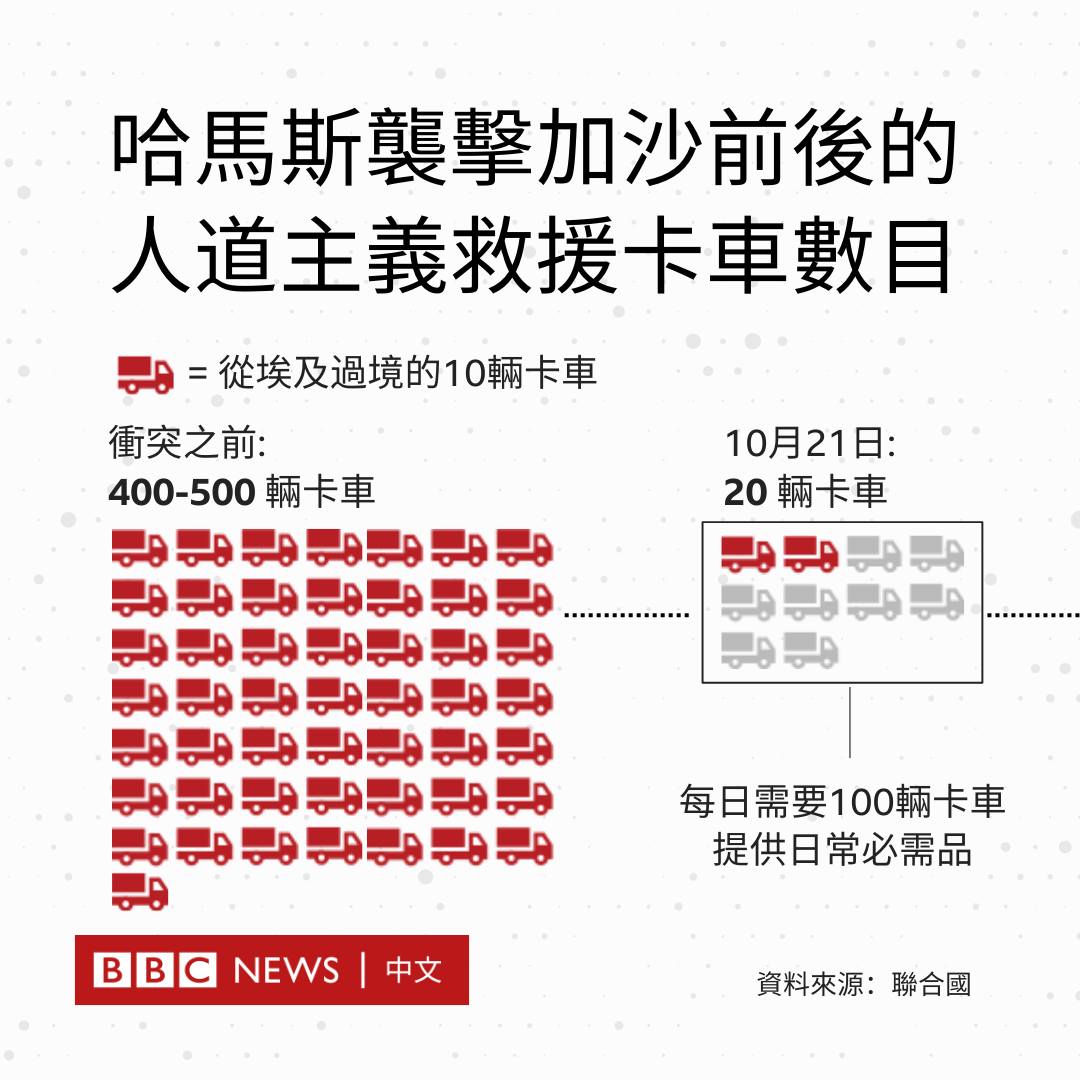 哈馬斯襲擊加沙前後的
人道主義救援卡車數目
= 從埃及過境的10輛卡車
衝突之前:
400-500 輛卡車
10月21日:
20 輛卡車
每日需要100輛卡車
提供日常必需品
BBC NEWS | 中文
資料來源：聯合國